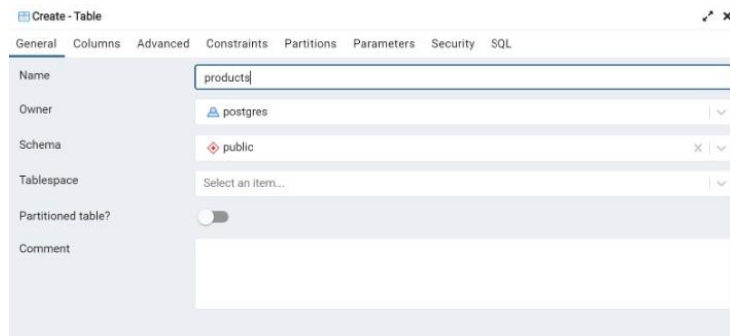 Create - Table
General Columns Advanced Constraints Partitions Parameters Security SQL
Name products
Owner postgres
Schema public
Tablespace Select an item...
Partitioned table?
Comment